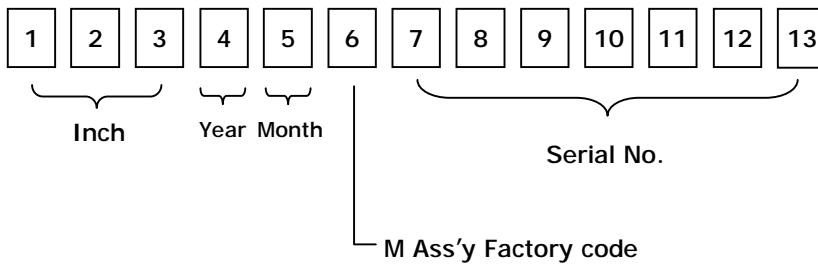 1 2 3 4 5 6 7 8 9 10 11 12 13
Inch Year Month Serial No.
M Ass'y Factory code